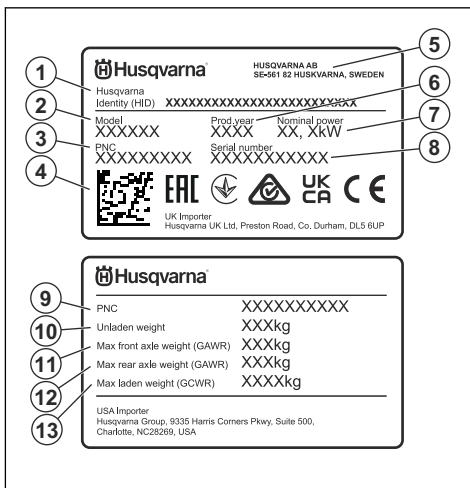 Husqvarna
HUSQVARNA AB
SE-561 82 HUSKVARNA, SWEDEN
5
1
Husqvarna
Identity (HID) XXXXXXXXXXXXXXXXXXXXXXXXX
6
2
Model Prod.year Nominal power
XXXXXX XXXX XX, XkW
7
3
PNC Serial number
XXXXXXXXX XXXXXXXXXXX
8
4
EAC UK CA CE
UK Importer
Husqvarna UK Ltd, Preston Road, Co. Durham, DL5 6UP
Husqvarna
9 PNC XXXXXXXXXX
10 Unladen weight XXXkg
11 Max front axle weight (GAWR) XXXkg
12 Max rear axle weight (GAWR) XXXkg
13 Max laden weight (GCWR) XXXXkg
USA Importer
Husqvarna Group, 9335 Harris Corners Pkwy, Suite 500,
Charlotte, NC28269, USA